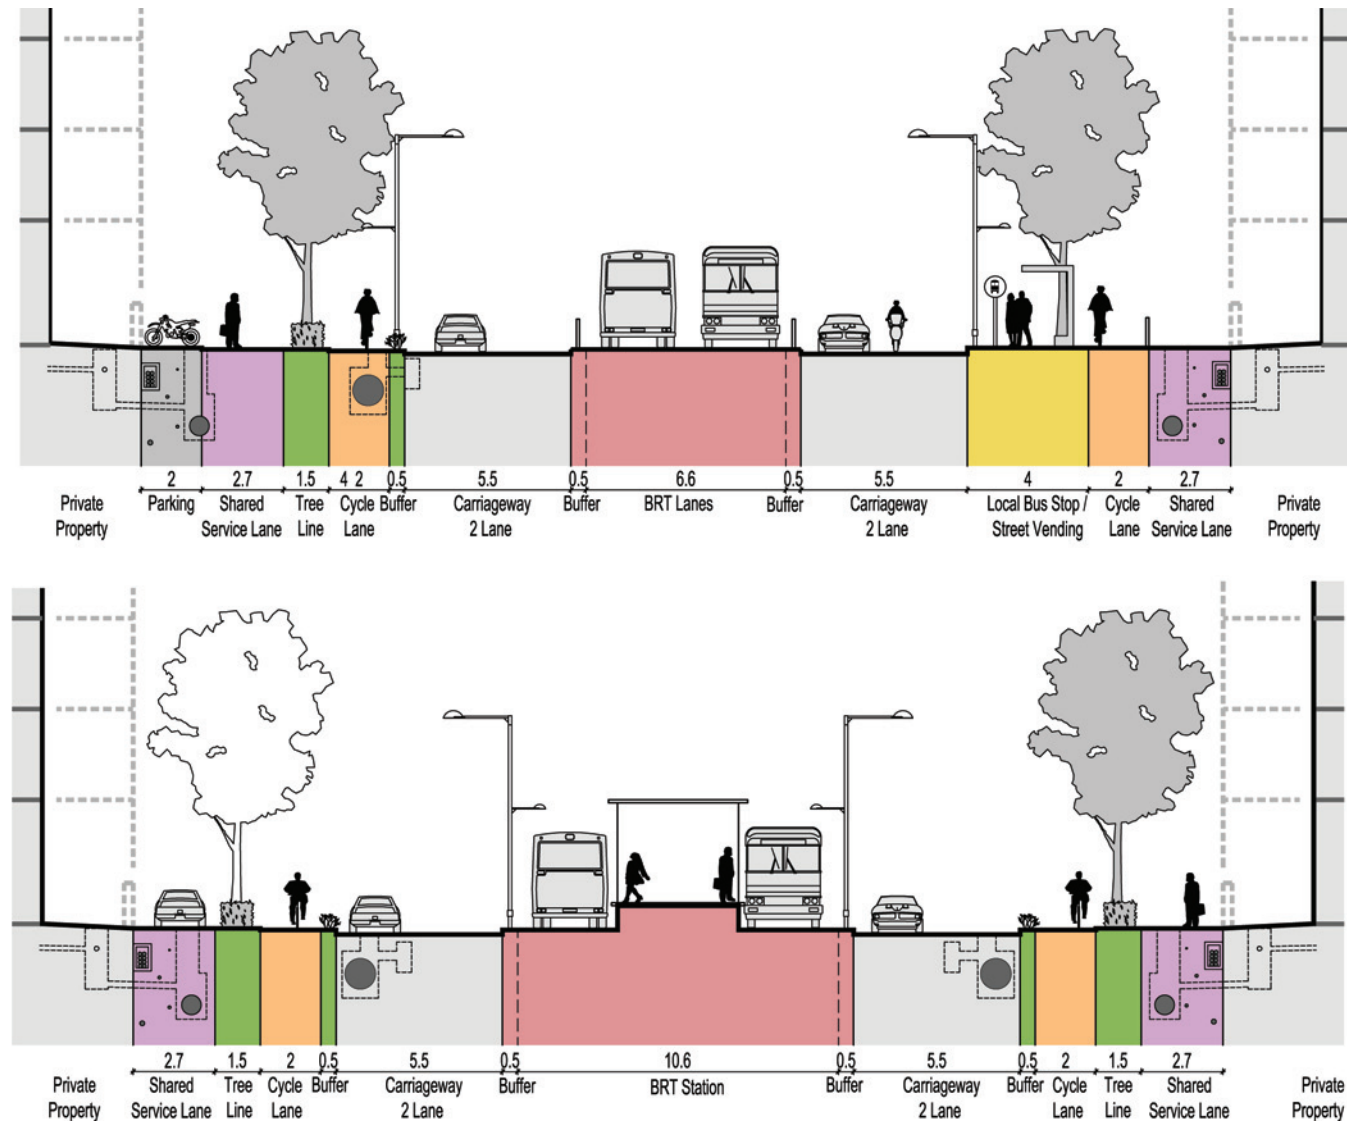 2 2.7 1.5 4 2 0.5 5.5 0.5 6.6 0.5 5.5 4 2 2.7
Private Parking Shared Tree Cycle Buffer Carriageway Buffer BRT Lanes Buffer Carriageway Local Bus Stop / Cycle Shared Private
Property Service Lane Line Lane 2 Lane 2 Lane Street Vending Lane Service Lane Property
2.7 1.5 2 0.5 5.5 0.5 10.6 0.5 5.5 0.5 2 1.5 2.7
Private Shared Tree Cycle Buffer Carriageway Buffer BRT Station Buffer Carriageway Buffer Cycle Tree Shared Private
Property Service Lane Line Lane 2 Lane 2 Lane Lane Line Service Lane Property